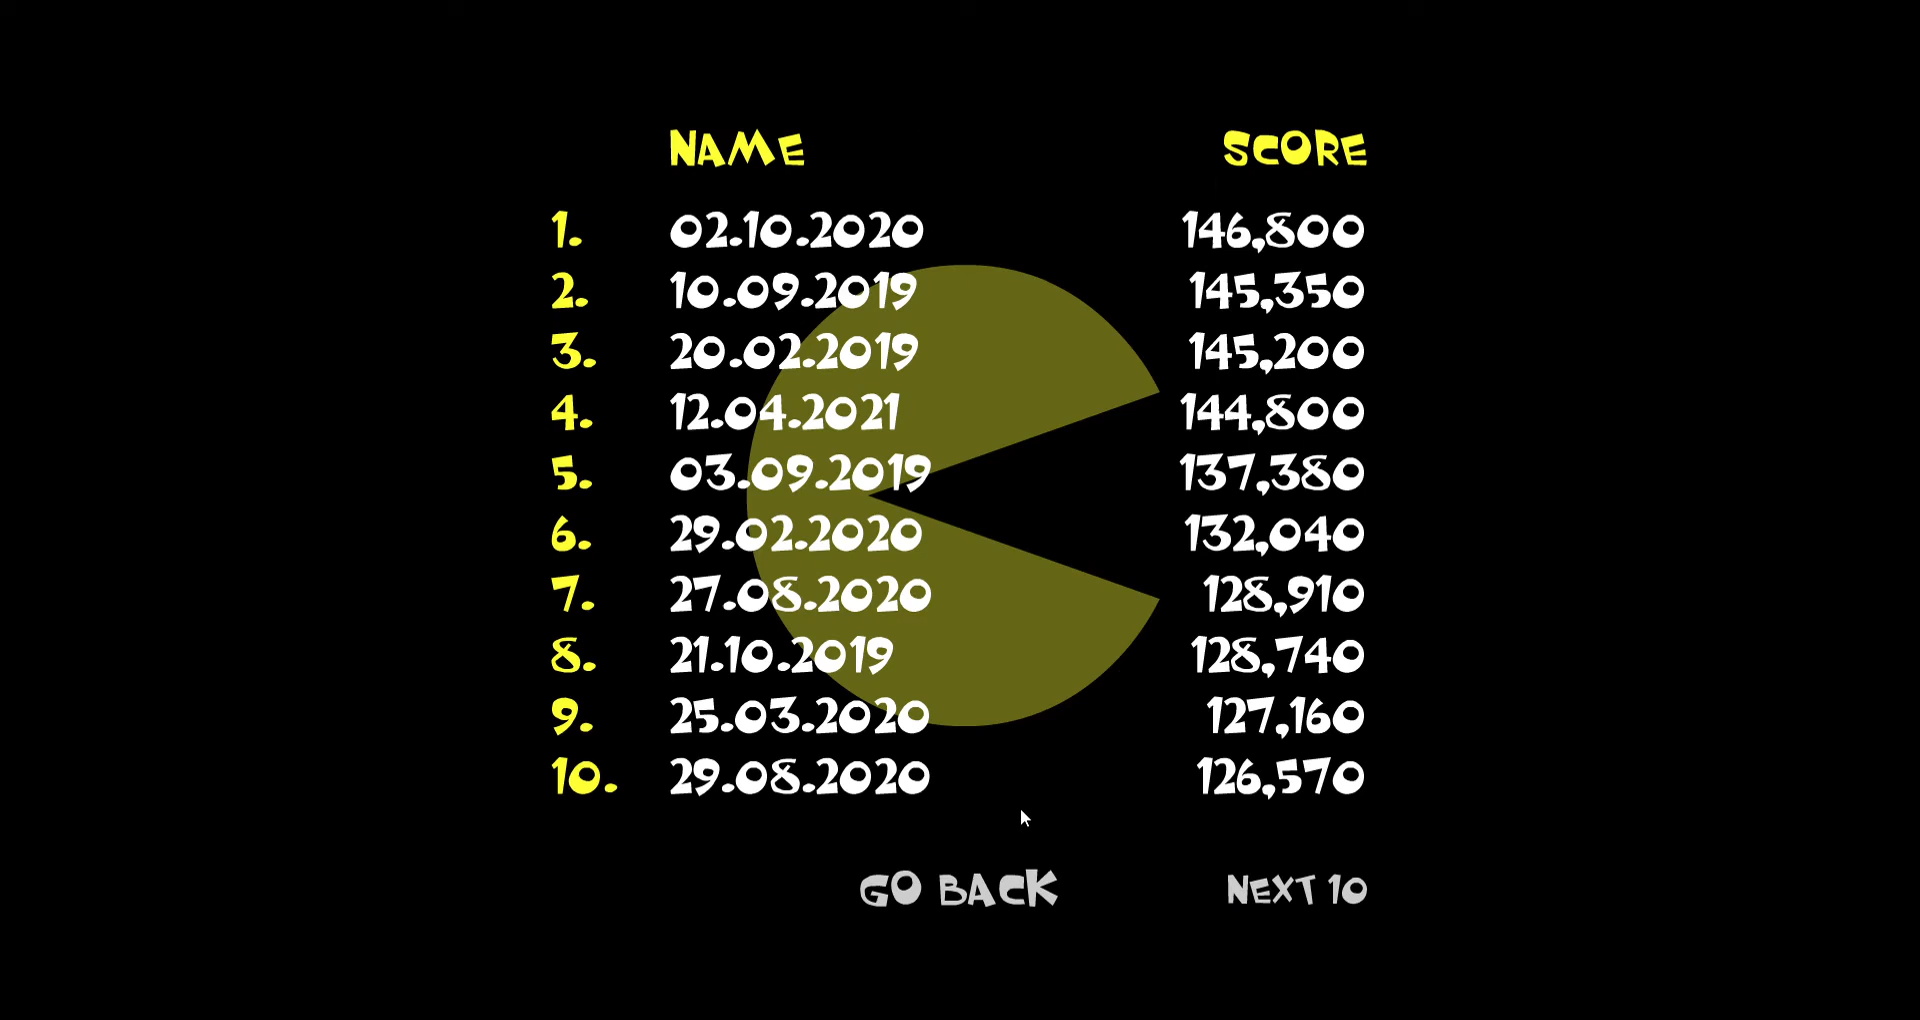 NAME SCORE
1. 02.10.2020 146,800
2. 10.09.2019 145,350
3. 20.02.2019 145,200
4. 12.04.2021 144,800
5. 03.09.2019 137,380
6. 29.02.2020 132,040
7. 27.08.2020 128,910
8. 21.10.2019 128,740
9. 25.03.2020 127,160
10. 29.08.2020 126,570
GO BACK NEXT 10